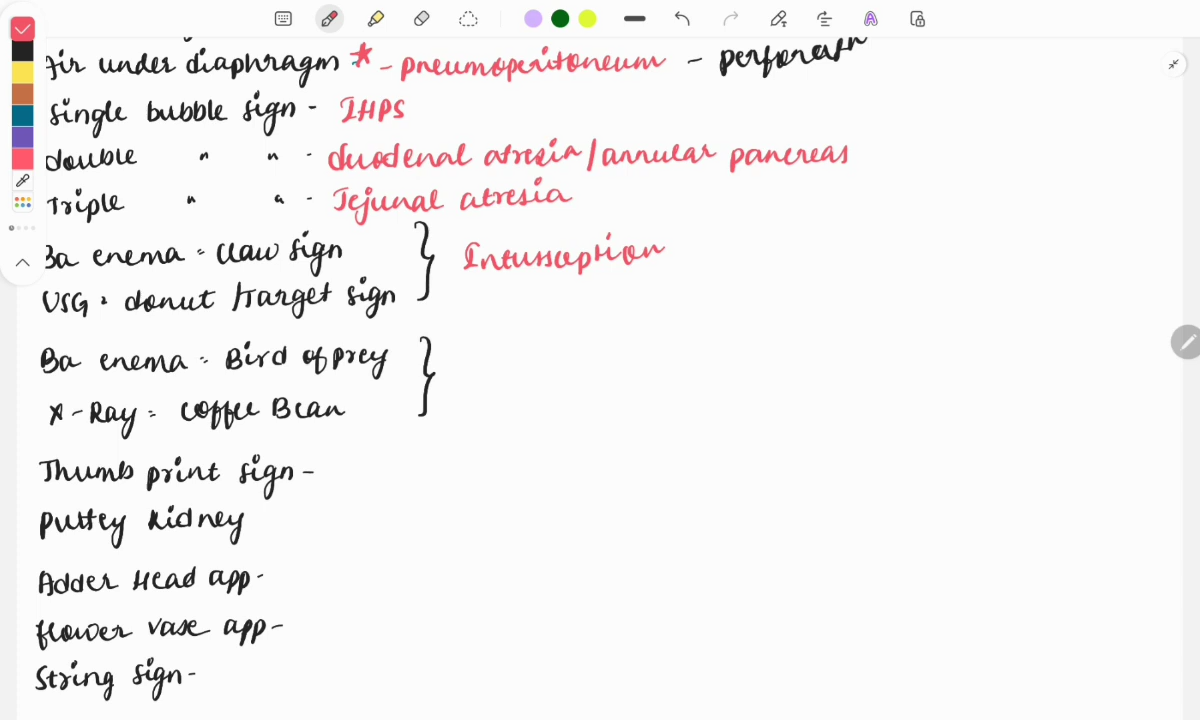 Air under diaphragm * - pneumoperitoneum - perforatn
Single bubble sign - IHPS
double " " - duodenal atresia/annular pancreas
Triple " " - Jejunal atresia
Ba enema = Claw sign
USG = donut /target sign
Intussception
Ba enema = Bird of prey
X-Ray = coffee Bean
Thumb print sign -
Puttey kidney
Adder Head app -
flower vase app -
String sign -